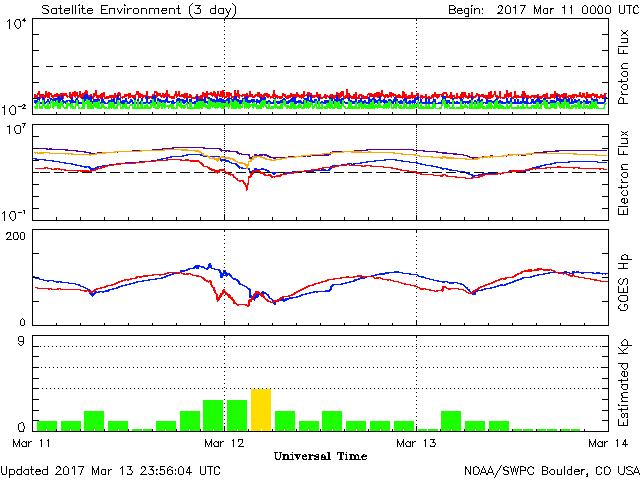 Satellite Environment (3 day) Begin: 2017 Mar 11 0000 UTC
10^4
10^-2
Proton Flux
10^7
10^-1
Electron Flux
200
0
GOES Hp
9
0
Estimated Kp
Mar 11 Mar 12 Mar 13 Mar 14
Universal Time
Updated 2017 Mar 13 23:56:04 UTC NOAA/SWPC Boulder, CO USA